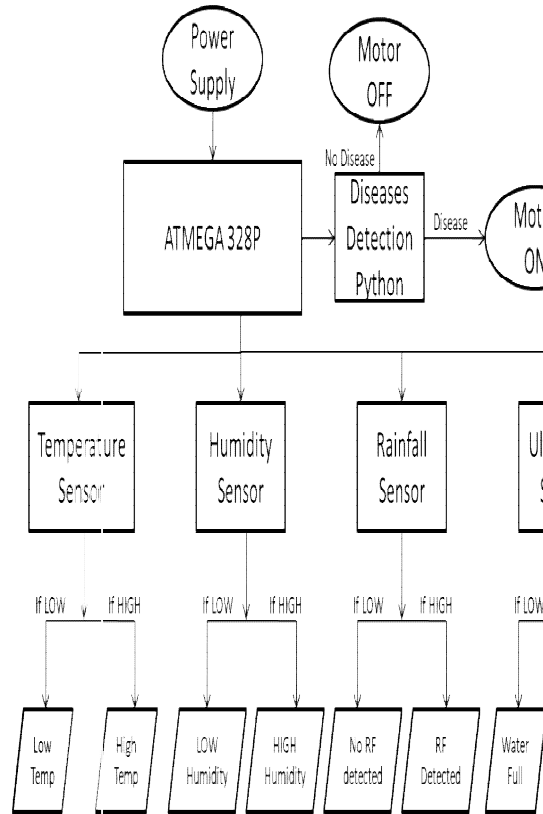 Power
Supply
Motor
OFF
No Disease
ATMEGA 328P
Diseases
Detection
Python
Disease
Temperature
Sensor
Humidity
Sensor
Rainfall
Sensor
If LOW
If HIGH
If LOW
If HIGH
If LOW
If HIGH
If LOW
Low
Temp
High
Temp
LOW
Humidity
HIGH
Humidity
No RF
detected
RF
Detected
Water
Full